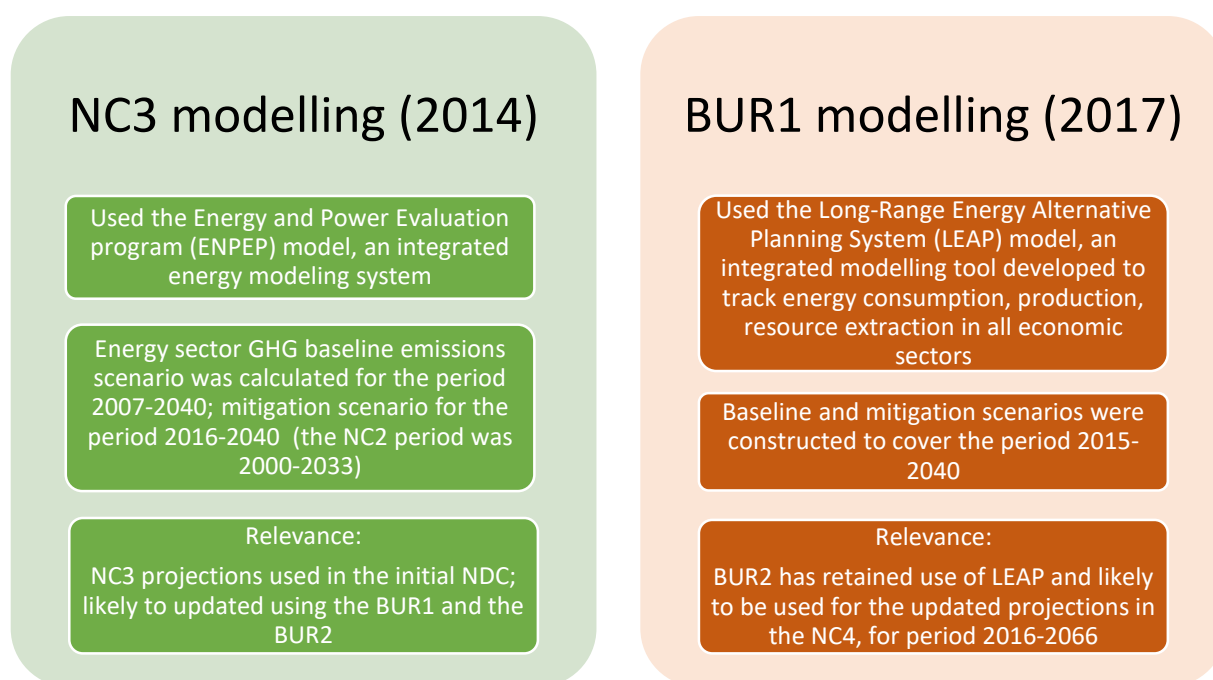 NC3 modelling (2014)
Used the Energy and Power Evaluation
program (ENPEP) model, an integrated
energy modeling system
Energy sector GHG baseline emissions
scenario was calculated for the period
2007-2040; mitigation scenario for the
period 2016-2040 (the NC2 period was
2000-2033)
Relevance:
NC3 projections used in the initial NDC;
likely to updated using the BUR1 and the
BUR2
BUR1 modelling (2017)
Used the Long-Range Energy Alternative
Planning System (LEAP) model, an
integrated modelling tool developed to
track energy consumption, production,
resource extraction in all economic
sectors
Baseline and mitigation scenarios were
constructed to cover the period 2015-
2040
Relevance:
BUR2 has retained use of LEAP and likely
to be used for the updated projections in
the NC4, for period 2016-2066